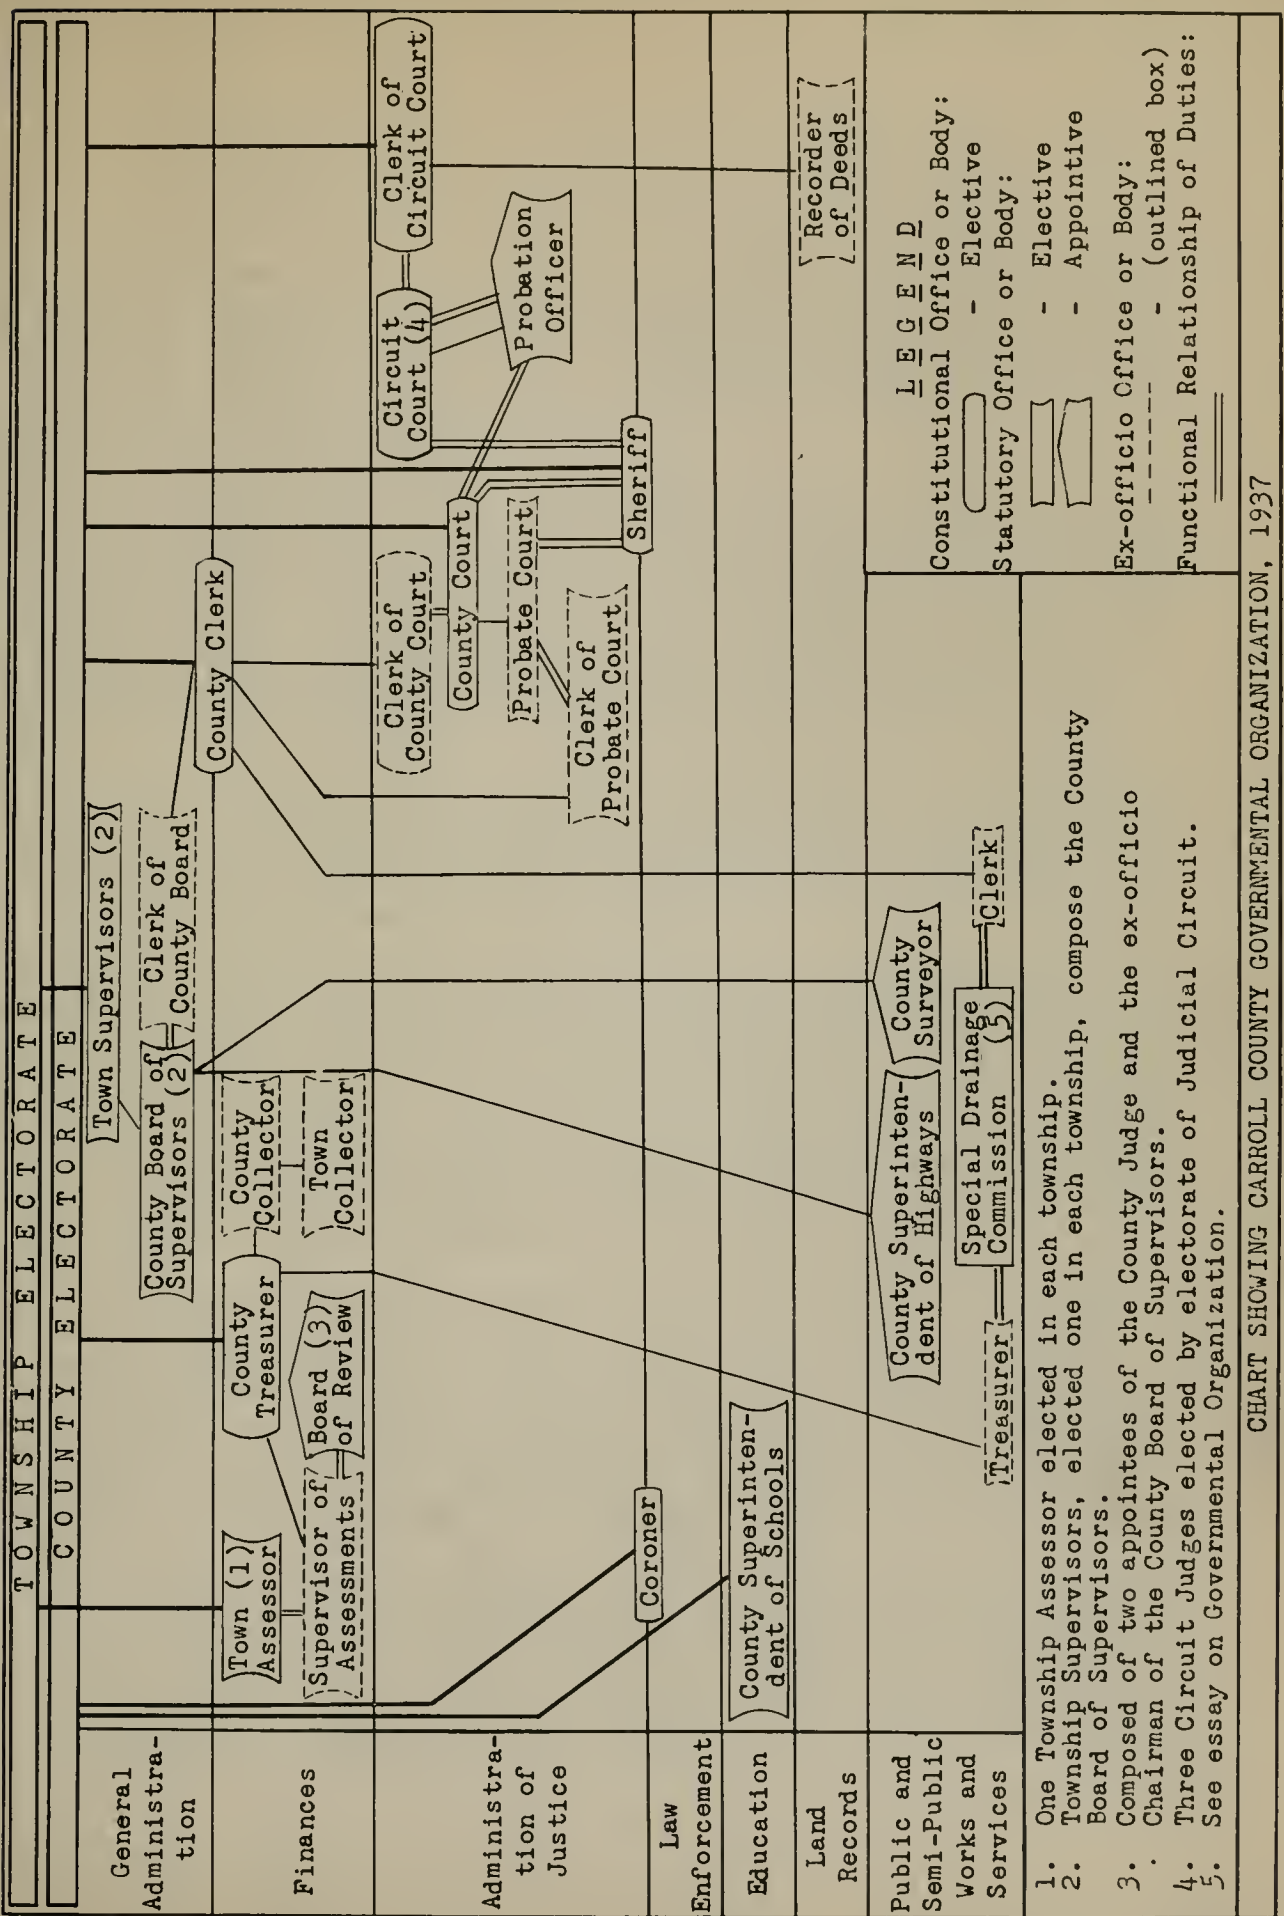 TOWNSHIP ELECTORATE
COUNTY ELECTORATE
General
Administra-
tion
Town Supervisors (2)
County Board of
Supervisors (2)
Clerk of
County Board
County Clerk
Finances
Town (1)
Assessor
Supervisor of
Assessments
County
Treasurer
Board (3)
of Review
County
Collector
Town
Collector
Administra-
tion of
Justice
Clerk of
County Court
County Court
Probate Court
Clerk of
Probate Court
Circuit
Court (4)
Clerk of
Circuit Court
Probation
Officer
Law
Enforcement
Coroner
Sheriff
Education
County Superinten-
dent of Schools
Land
Records
Recorder
of Deeds
Public and
Semi-Public
Works and
Services
County Superinten-
dent of Highways
County
Surveyor
Treasurer
Special Drainage
Commission (5)
Clerk
LEGEND
Constitutional Office or Body:
- Elective
Statutory Office or Body:
- Elective
- Appointive
Ex-officio Office or Body:
- (outlined box)
Functional Relationship of Duties:
1. One Township Assessor elected in each township.
2. Township Supervisors, elected one in each township, compose the County
Board of Supervisors.
3. Composed of two appointees of the County Judge and the ex-officio
Chairman of the County Board of Supervisors.
4. Three Circuit Judges elected by electorate of Judicial Circuit.
5. See essay on Governmental Organization.
CHART SHOWING CARROLL COUNTY GOVERNMENTAL ORGANIZATION, 1937